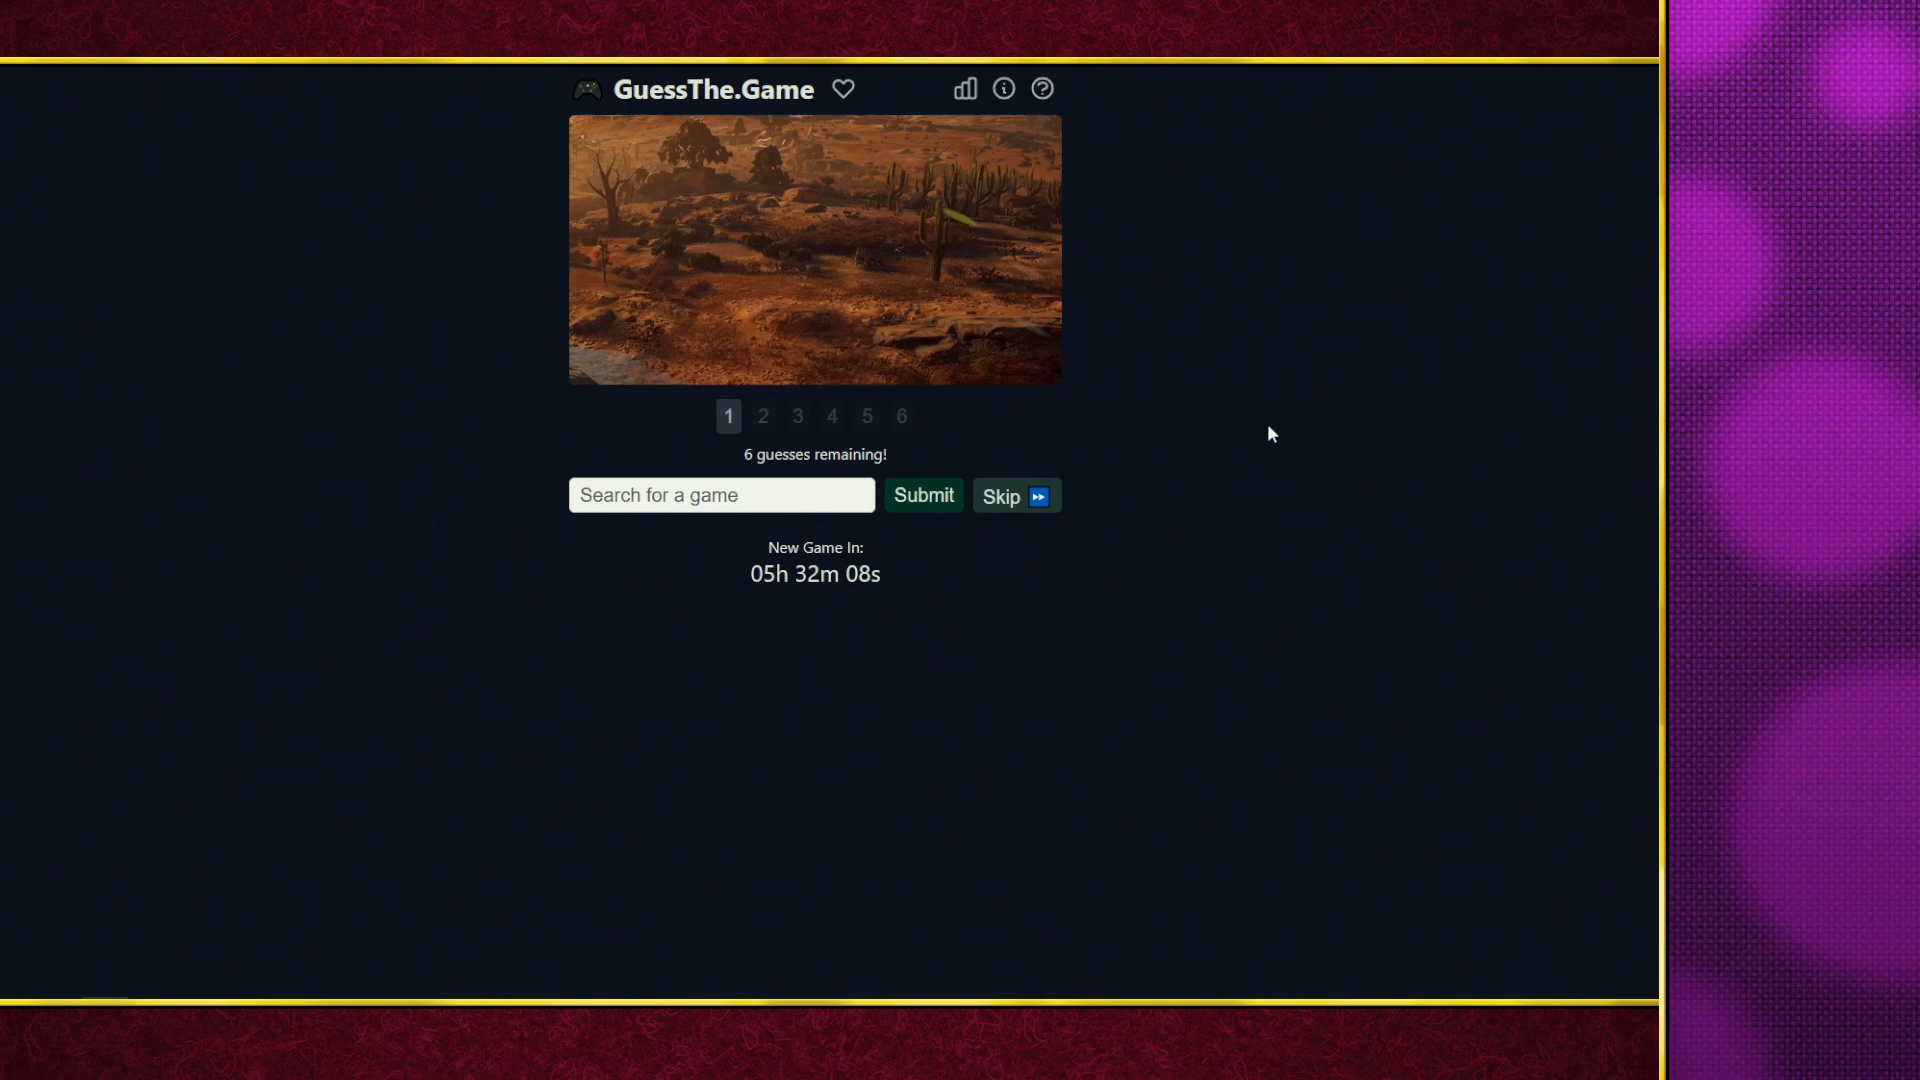 GuessThe.Game
1 2 3 4 5 6
6 guesses remaining!
Search for a game
Submit
Skip
New Game In:
05h 32m 08s